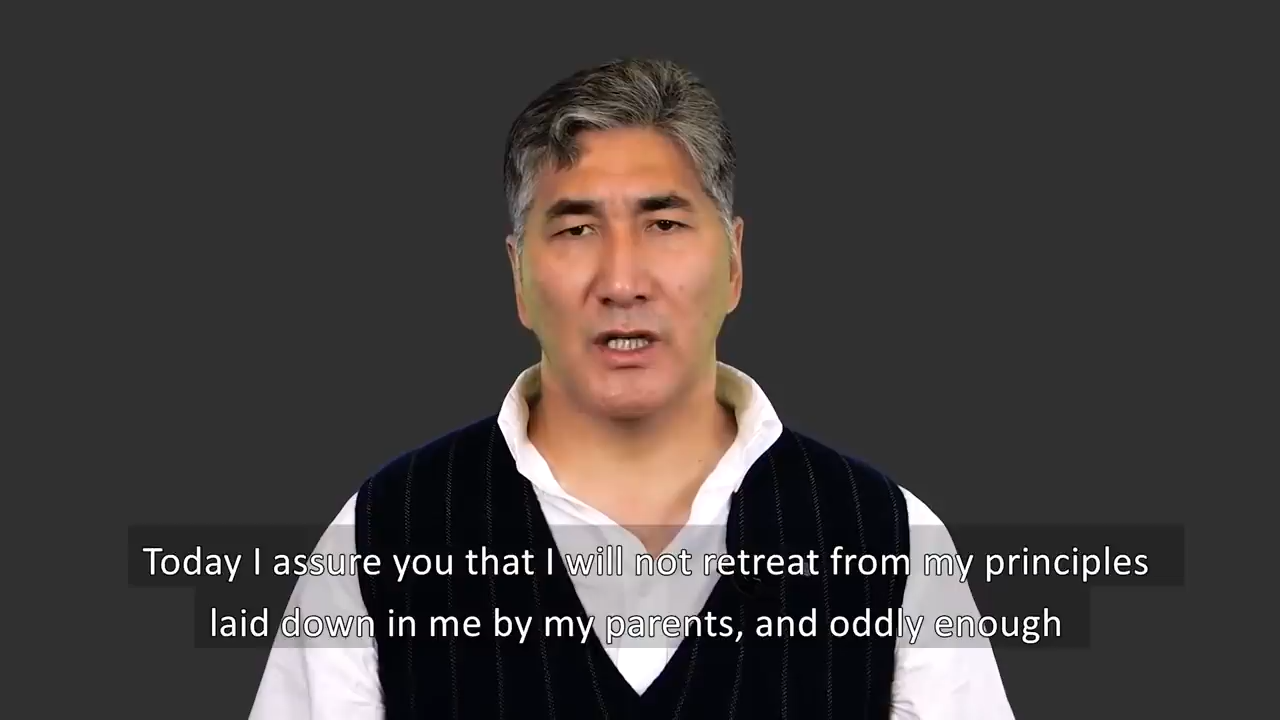 Today I assure you that I will not retreat from my principles
laid down in me by my parents, and oddly enough